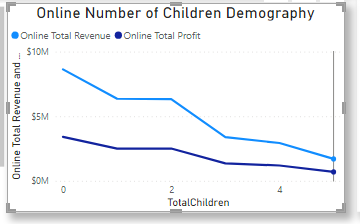 Online Number of Children Demography
Online Total Revenue Online Total Profit
Online Total Revenue and ...
$10M
$5M
$0M
0 2 4
TotalChildren